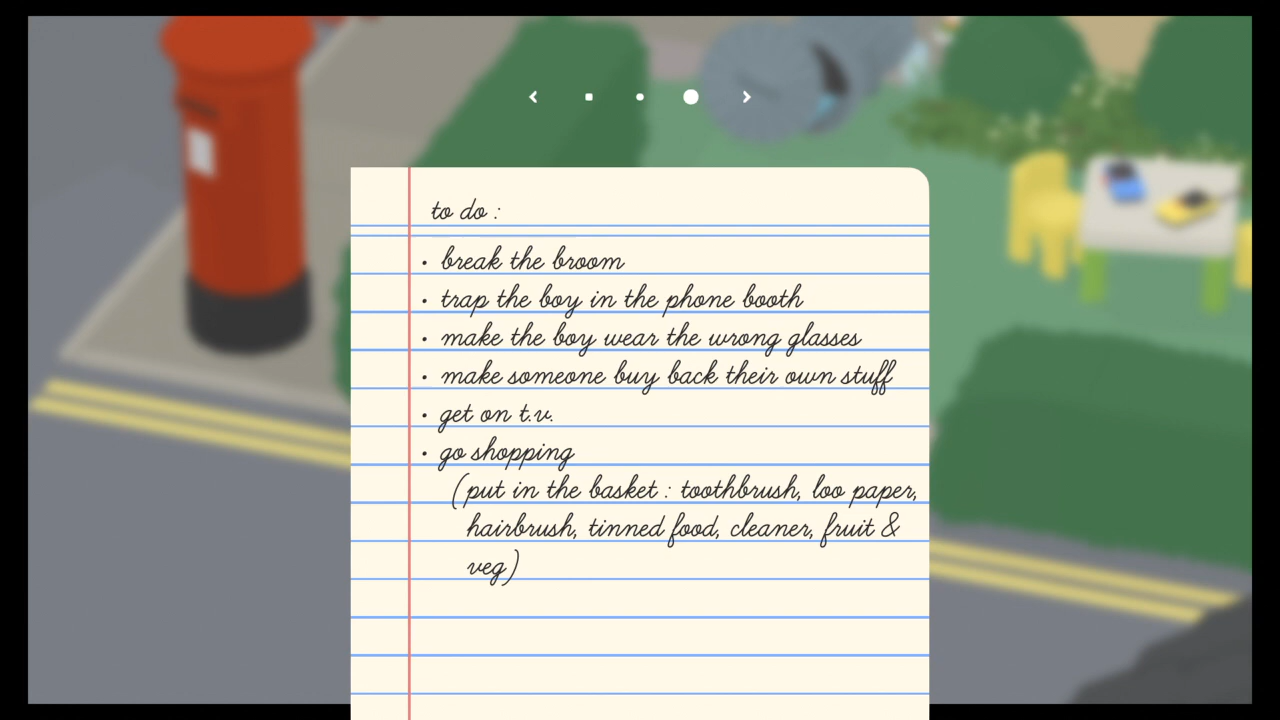 to do :
• break the broom
• trap the boy in the phone booth
• make the boy wear the wrong glasses
• make someone buy back their own stuff
• get on t.v.
• go shopping
(put in the basket : toothbrush, loo paper,
hairbrush, tinned food, cleaner, fruit &
veg)